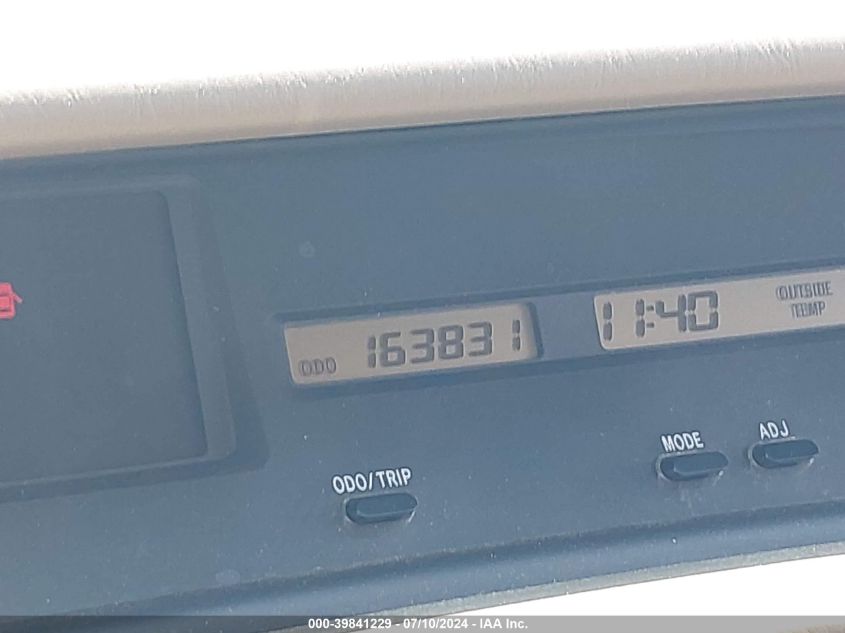 ODO 163831
11:40 OUTSIDE TEMP
ODO/TRIP
MODE ADJ
000-39841229 - 07/10/2024 - IAA Inc.